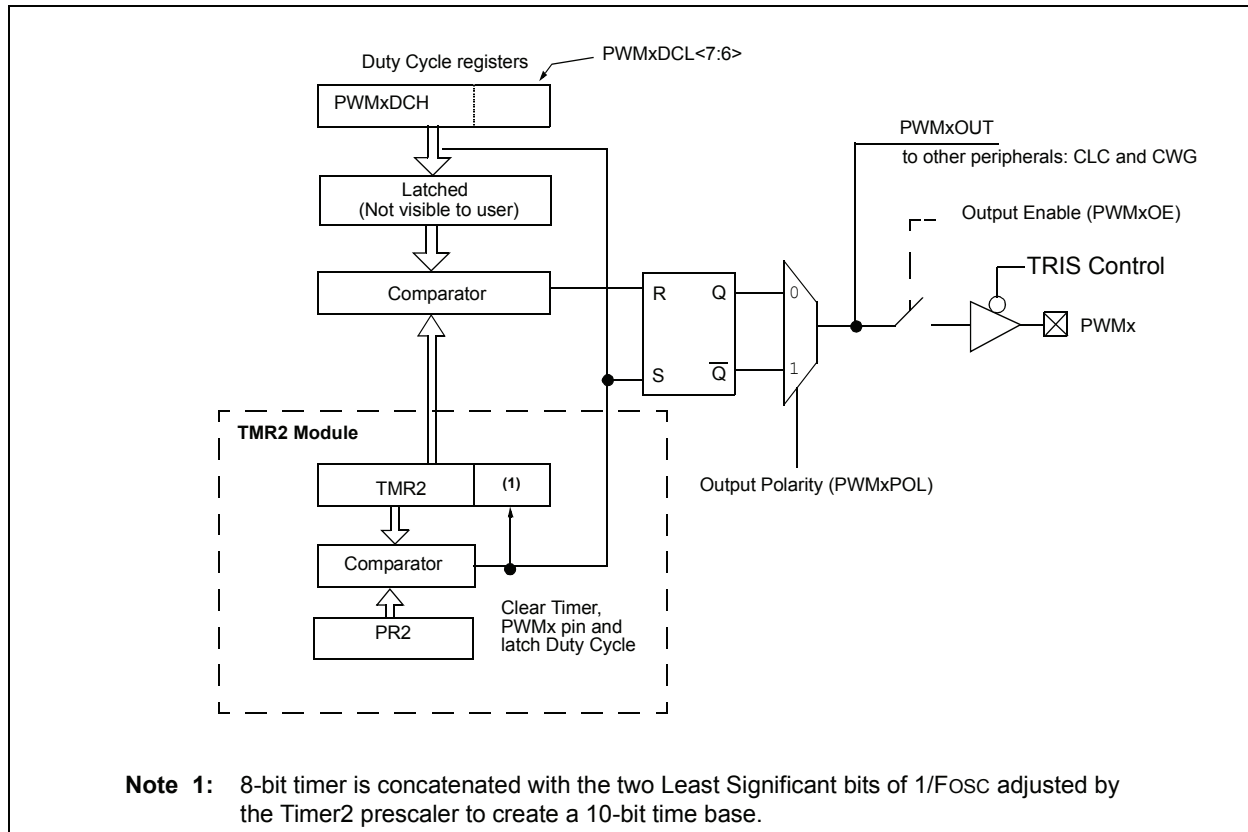 Duty Cycle registers
PWMxDCL<7:6>
PWMxDCH
PWMxOUT
to other peripherals: CLC and CWG
Latched
(Not visible to user)
Output Enable (PWMxOE)
TRIS Control
Comparator
R
Q
0
PWMx
S
Q̅
1
TMR2 Module
TMR2
(1)
Output Polarity (PWMxPOL)
Comparator
Clear Timer,
PWMx pin and
latch Duty Cycle
PR2
Note 1: 8-bit timer is concatenated with the two Least Significant bits of 1/FOSC adjusted by
the Timer2 prescaler to create a 10-bit time base.